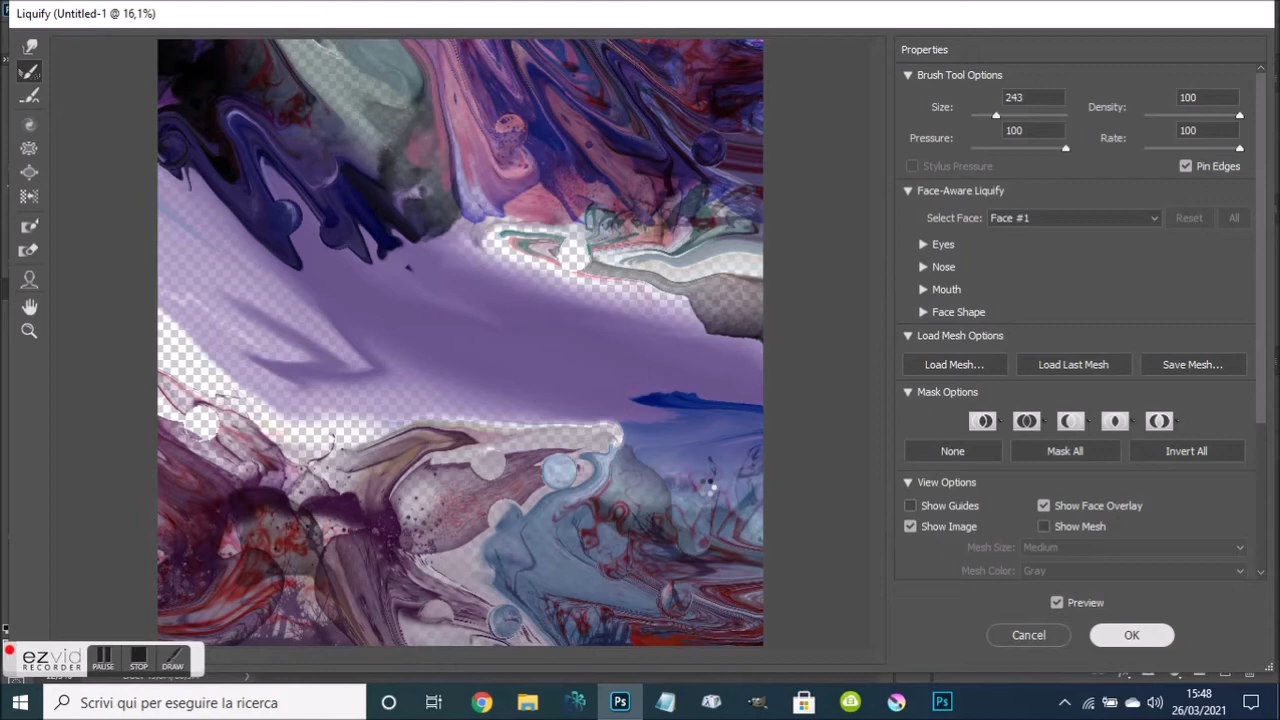 Liquify (Untitled-1 @ 16,1%)
Properties
Brush Tool Options
Size: 243 Density: 100
Pressure: 100 Rate: 100
Stylus Pressure Pin Edges
Face-Aware Liquify
Select Face: Face #1 Reset All
Eyes
Nose
Mouth
Face Shape
Load Mesh Options
Load Mesh... Load Last Mesh Save Mesh...
Mask Options
None Mask All Invert All
View Options
Show Guides Show Face Overlay
Show Image Show Mesh
Mesh Size: Medium
Mesh Color: Gray
Preview
Cancel OK
ezvid
RECORDER
PAUSE STOP DRAW
Scrivi qui per eseguire la ricerca
Ps
Ps
15:48
26/03/2021